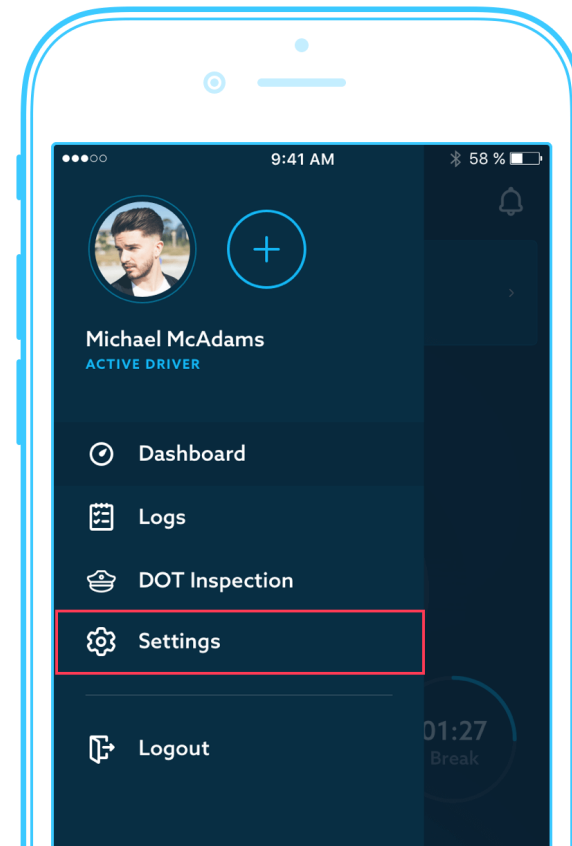 9:41 AM
58 %
Michael McAdams
ACTIVE DRIVER
Dashboard
Logs
DOT Inspection
Settings
01:27
Break
Logout